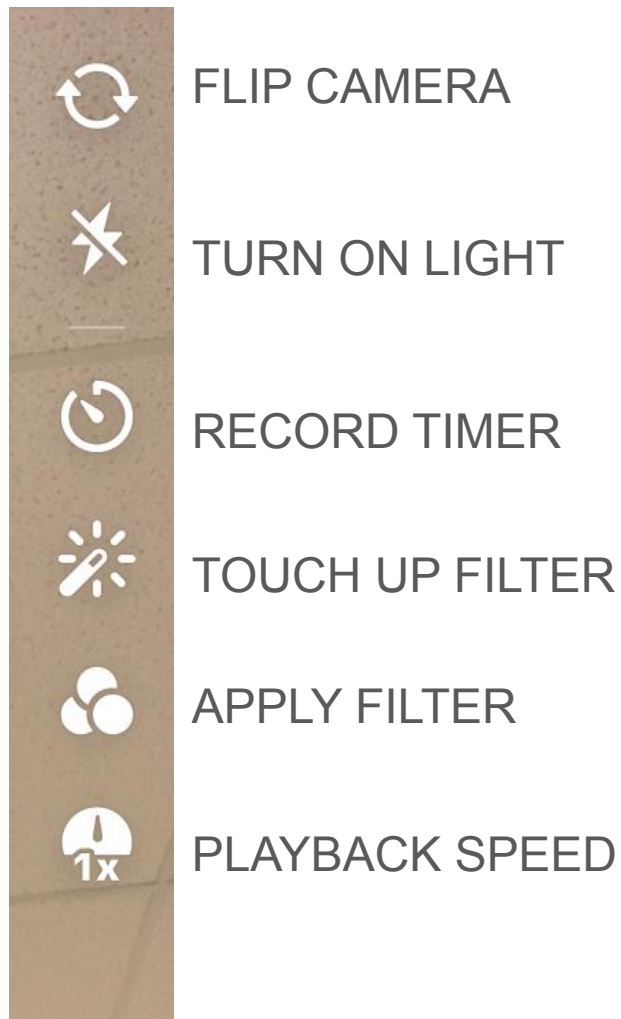 FLIP CAMERA
TURN ON LIGHT
RECORD TIMER
TOUCH UP FILTER
APPLY FILTER
1x
PLAYBACK SPEED